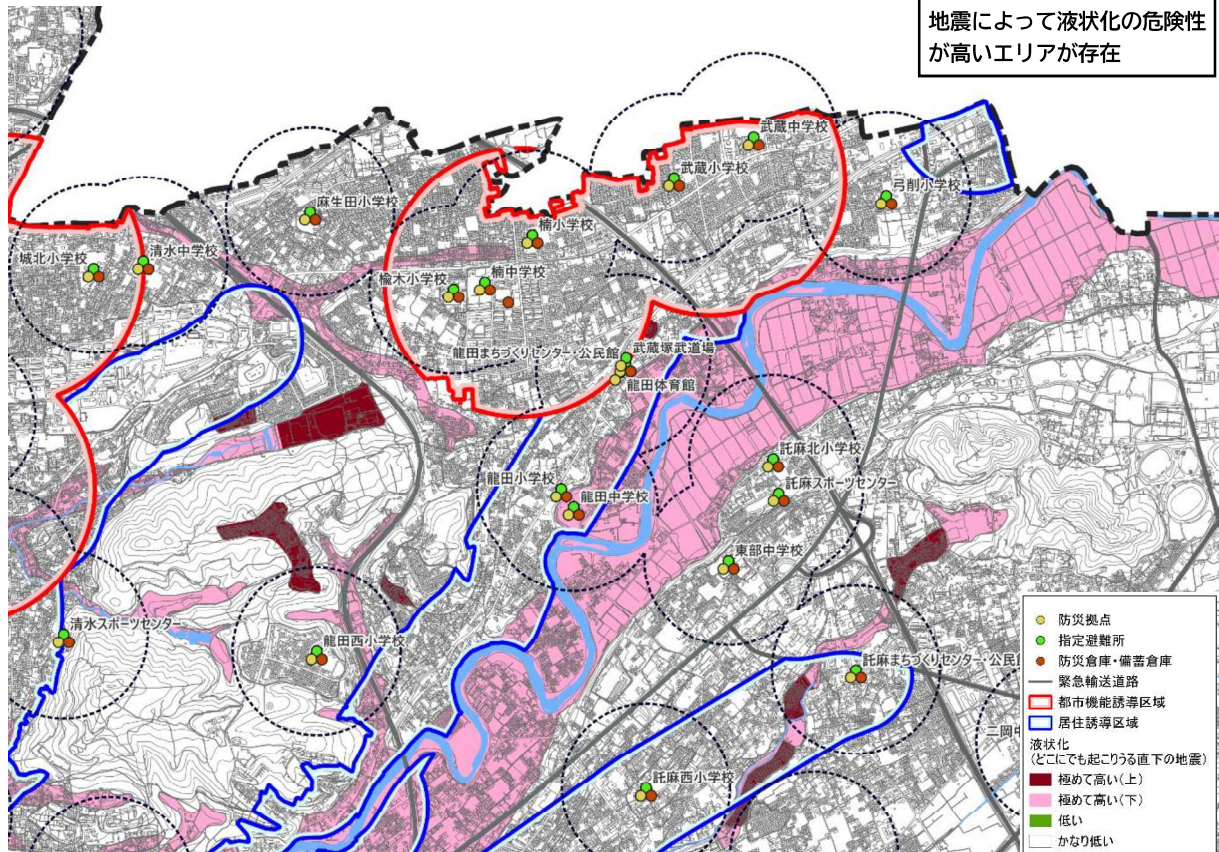 地震によって液状化の危険性
が高いエリアが存在
武蔵中学校
武蔵小学校
麻生田小学校
弓削小学校
楠小学校
清水中学校
城北小学校
楠中学校
楡木小学校
龍田まちづくりセンター・公民館
武蔵塚武道場
龍田体育館
託麻北小学校
龍田小学校
託麻スポーツセンター
龍田中学校
東部中学校
清水スポーツセンター
龍田西小学校
託麻まちづくりセンター・公民館
二岡中
託麻西小学校
防災拠点
指定避難所
防災倉庫・備蓄倉庫
緊急輸送道路
都市機能誘導区域
居住誘導区域
液状化
(どこにでも起こりうる直下の地震)
極めて高い(上)
極めて高い(下)
低い
かなり低い